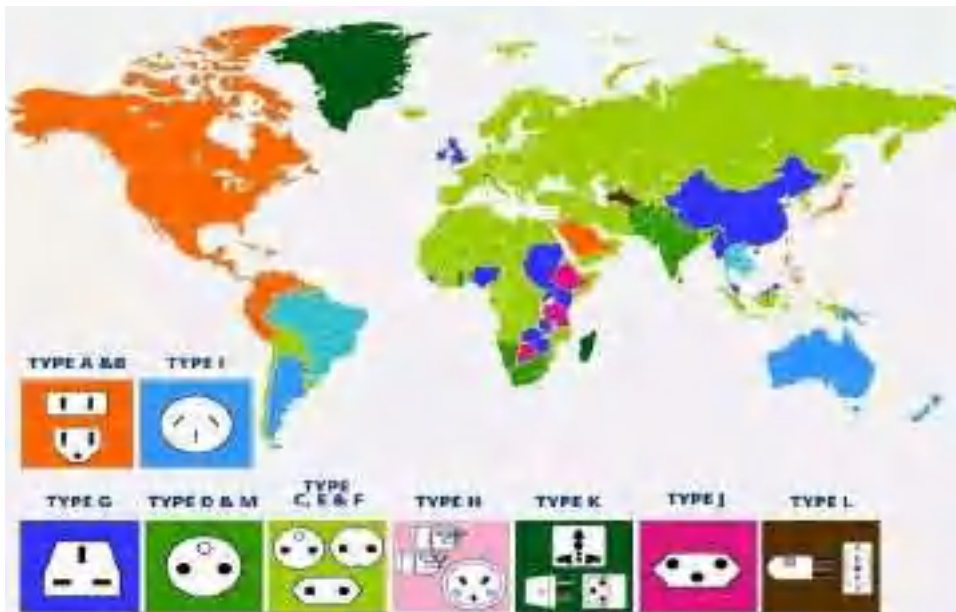 TYPE A &B
TYPE I
TYPE G
TYPE D & M
TYPE
C, E & F
TYPE H
TYPE K
TYPE J
TYPE L